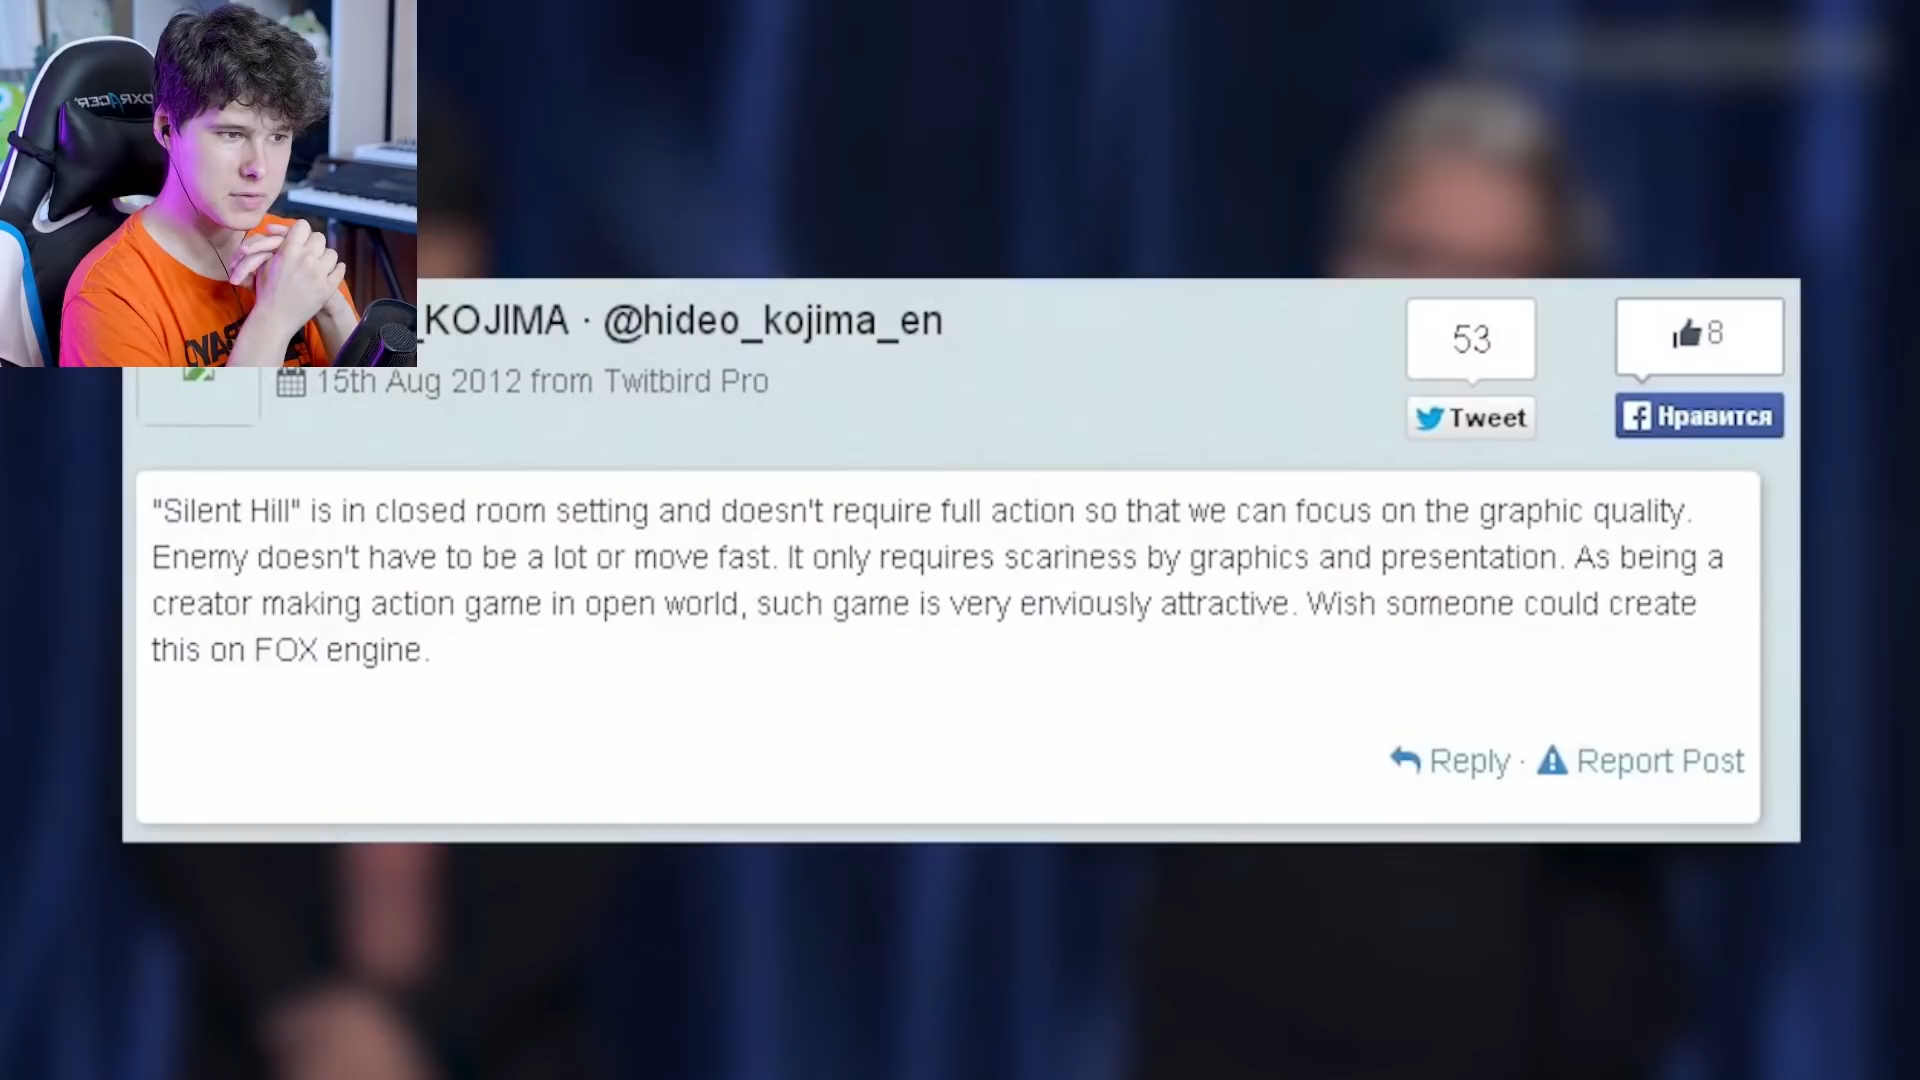 _KOJIMA · @hideo_kojima_en
15th Aug 2012 from Twitbird Pro
53
8
Tweet
Нравится
"Silent Hill" is in closed room setting and doesn't require full action so that we can focus on the graphic quality.
Enemy doesn't have to be a lot or move fast. It only requires scariness by graphics and presentation. As being a
creator making action game in open world, such game is very enviously attractive. Wish someone could create
this on FOX engine.
Reply · Report Post